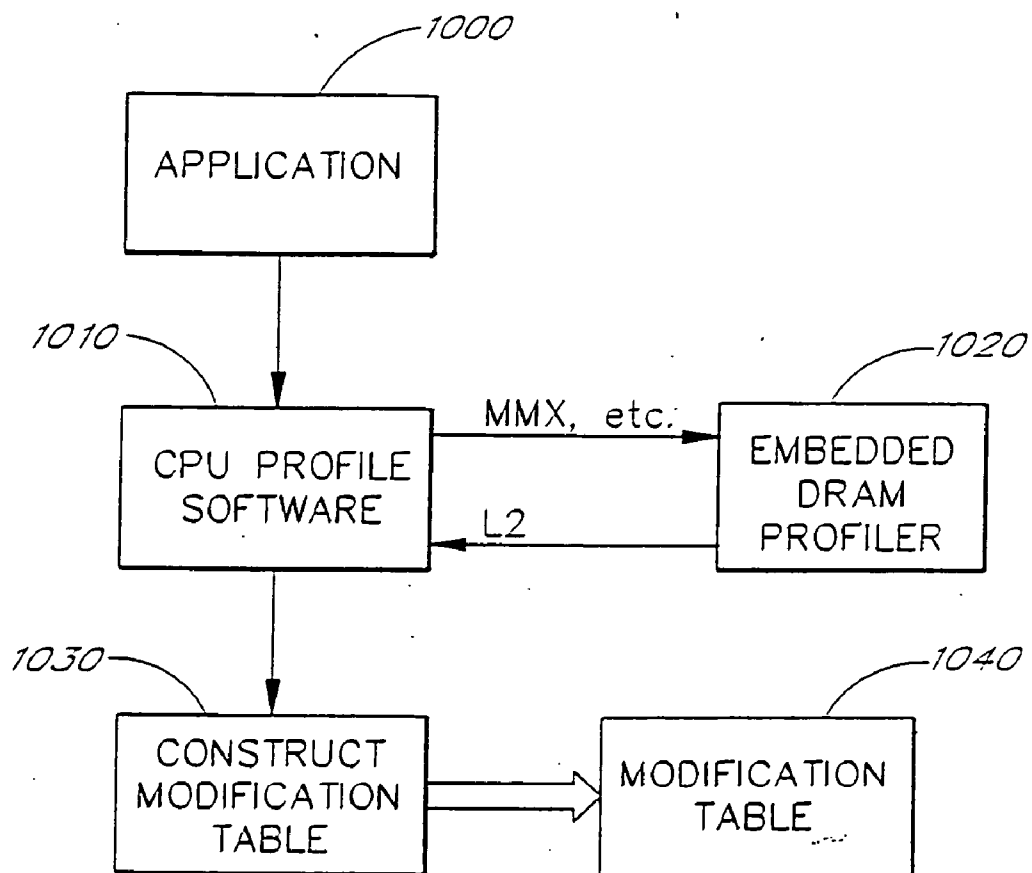 1000
APPLICATION
1010
1020
CPU PROFILE
SOFTWARE
MMX, etc.
L2
EMBEDDED
DRAM
PROFILER
1030
1040
CONSTRUCT
MODIFICATION
TABLE
MODIFICATION
TABLE